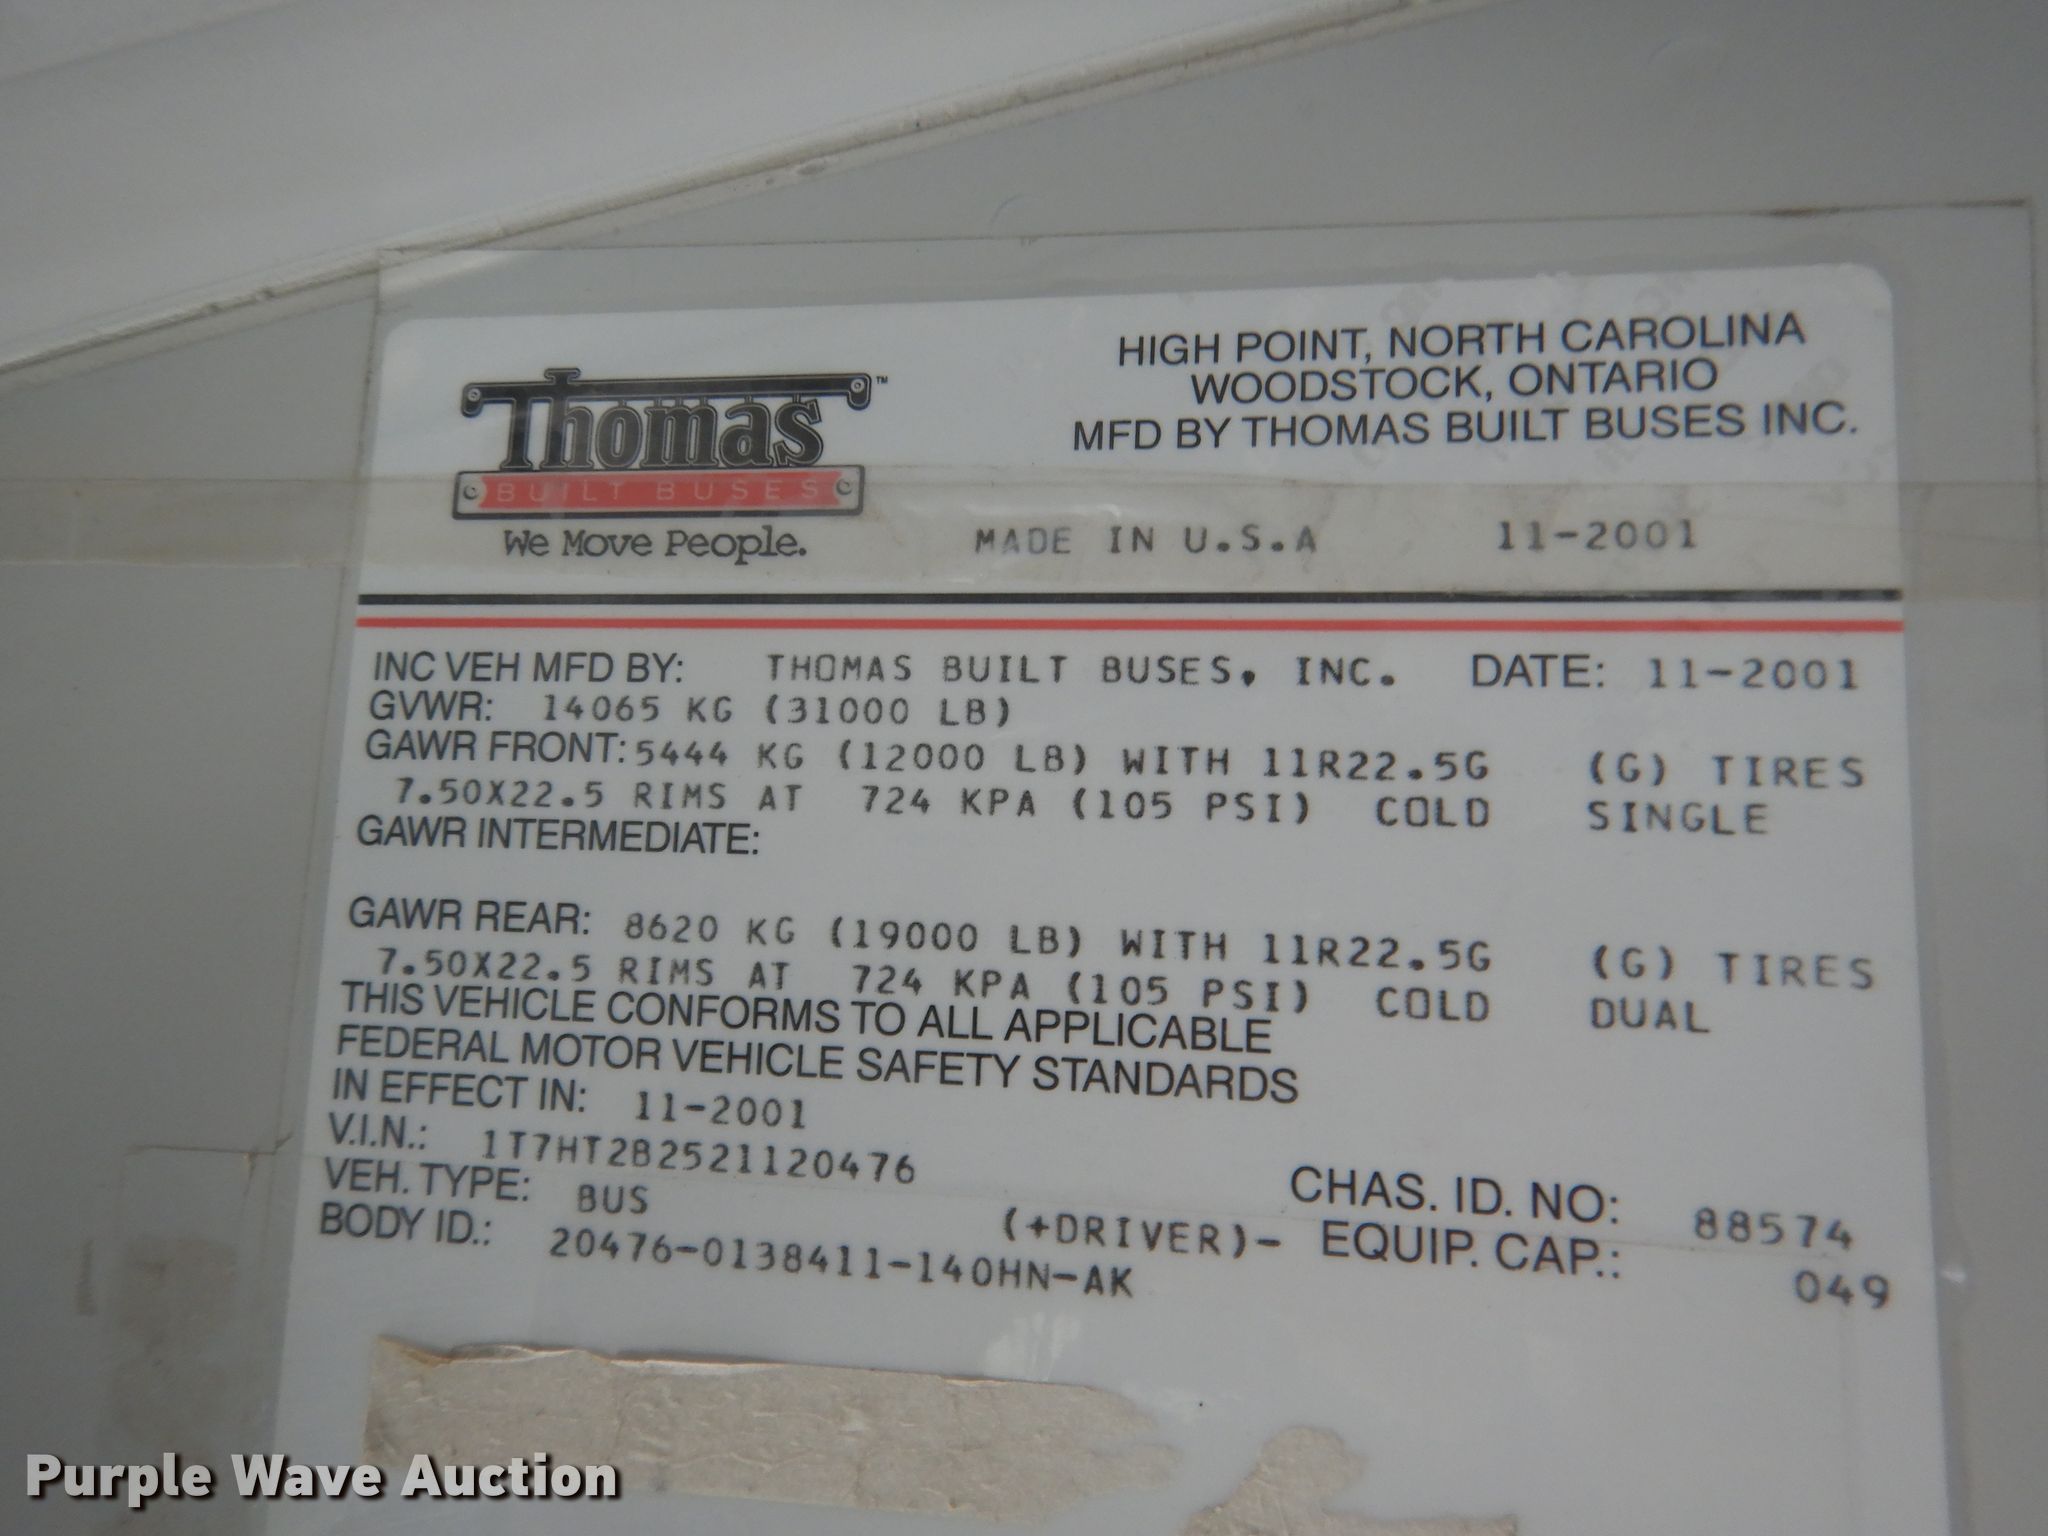 Thomas™
BUILT BUSES
We Move People.
HIGH POINT, NORTH CAROLINA
WOODSTOCK, ONTARIO
MFD BY THOMAS BUILT BUSES INC.
MADE IN U.S.A 11-2001
INC VEH MFD BY: THOMAS BUILT BUSES, INC. DATE: 11-2001
GVWR: 14065 KG (31000 LB)
GAWR FRONT: 5444 KG (12000 LB) WITH 11R22.5G (G) TIRES
7.50X22.5 RIMS AT 724 KPA (105 PSI) COLD SINGLE
GAWR INTERMEDIATE:
GAWR REAR: 8620 KG (19000 LB) WITH 11R22.5G (G) TIRES
7.50X22.5 RIMS AT 724 KPA (105 PSI) COLD DUAL
THIS VEHICLE CONFORMS TO ALL APPLICABLE
FEDERAL MOTOR VEHICLE SAFETY STANDARDS
IN EFFECT IN: 11-2001
V.I.N.: 1T7HT2B2521120476 CHAS. ID. NO: 88574
VEH. TYPE: BUS (+DRIVER)- EQUIP. CAP.: 049
BODY ID.: 20476-0138411-140HN-AK
Purple Wave Auction